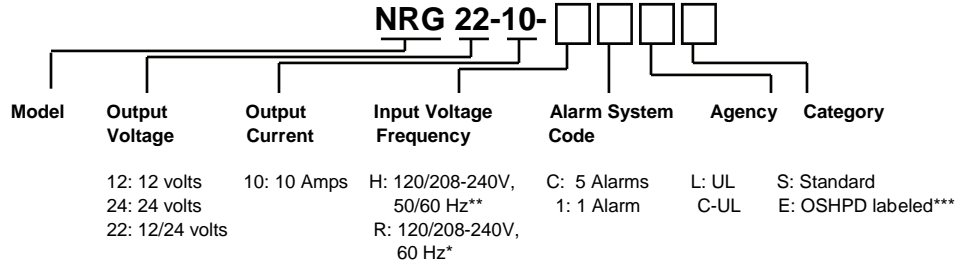 NRG 22-10-
Model Output Voltage Output Current Input Voltage Frequency Alarm System Code Agency Category
12: 12 volts 10: 10 Amps H: 120/208-240V, C: 5 Alarms L: UL S: Standard
24: 24 volts 50/60 Hz** 1: 1 Alarm C-UL E: OSHPD labeled***
22: 12/24 volts R: 120/208-240V,
60 Hz*